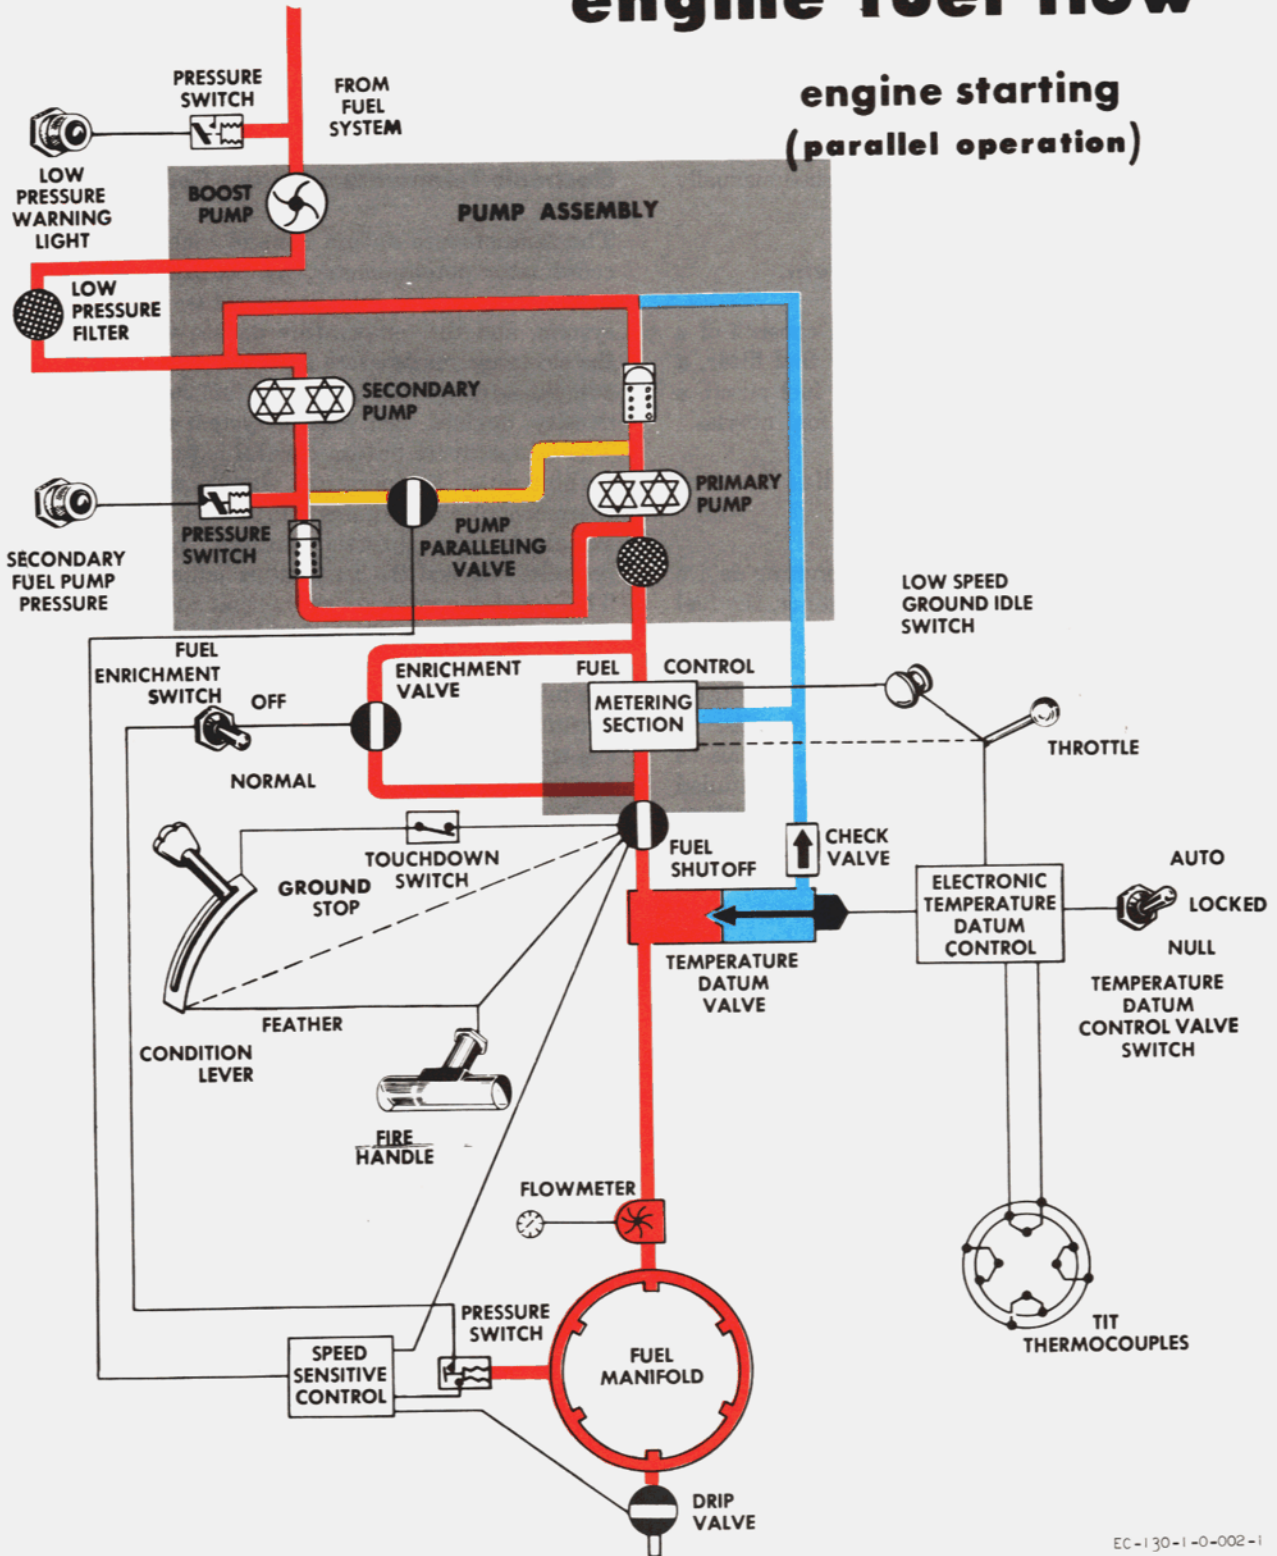 engine fuel flow
engine starting
(parallel operation)
PRESSURE
SWITCH
FROM
FUEL
SYSTEM
LOW
PRESSURE
WARNING
LIGHT
BOOST
PUMP
PUMP ASSEMBLY
LOW
PRESSURE
FILTER
SECONDARY
PUMP
PRIMARY
PUMP
PRESSURE
SWITCH
PUMP
PARALLELING
VALVE
SECONDARY
FUEL PUMP
PRESSURE
LOW SPEED
GROUND IDLE
SWITCH
FUEL
ENRICHMENT
SWITCH
OFF
NORMAL
ENRICHMENT
VALVE
FUEL CONTROL
METERING
SECTION
THROTTLE
TOUCHDOWN
SWITCH
FUEL
SHUTOFF
CHECK
VALVE
GROUND
STOP
ELECTRONIC
TEMPERATURE
DATUM
CONTROL
AUTO
LOCKED
NULL
TEMPERATURE
DATUM
CONTROL VALVE
SWITCH
TEMPERATURE
DATUM
VALVE
FEATHER
CONDITION
LEVER
FIRE
HANDLE
FLOWMETER
PRESSURE
SWITCH
SPEED
SENSITIVE
CONTROL
FUEL
MANIFOLD
TIT
THERMOCOUPLES
DRIP
VALVE
EC-130-1-0-002-1